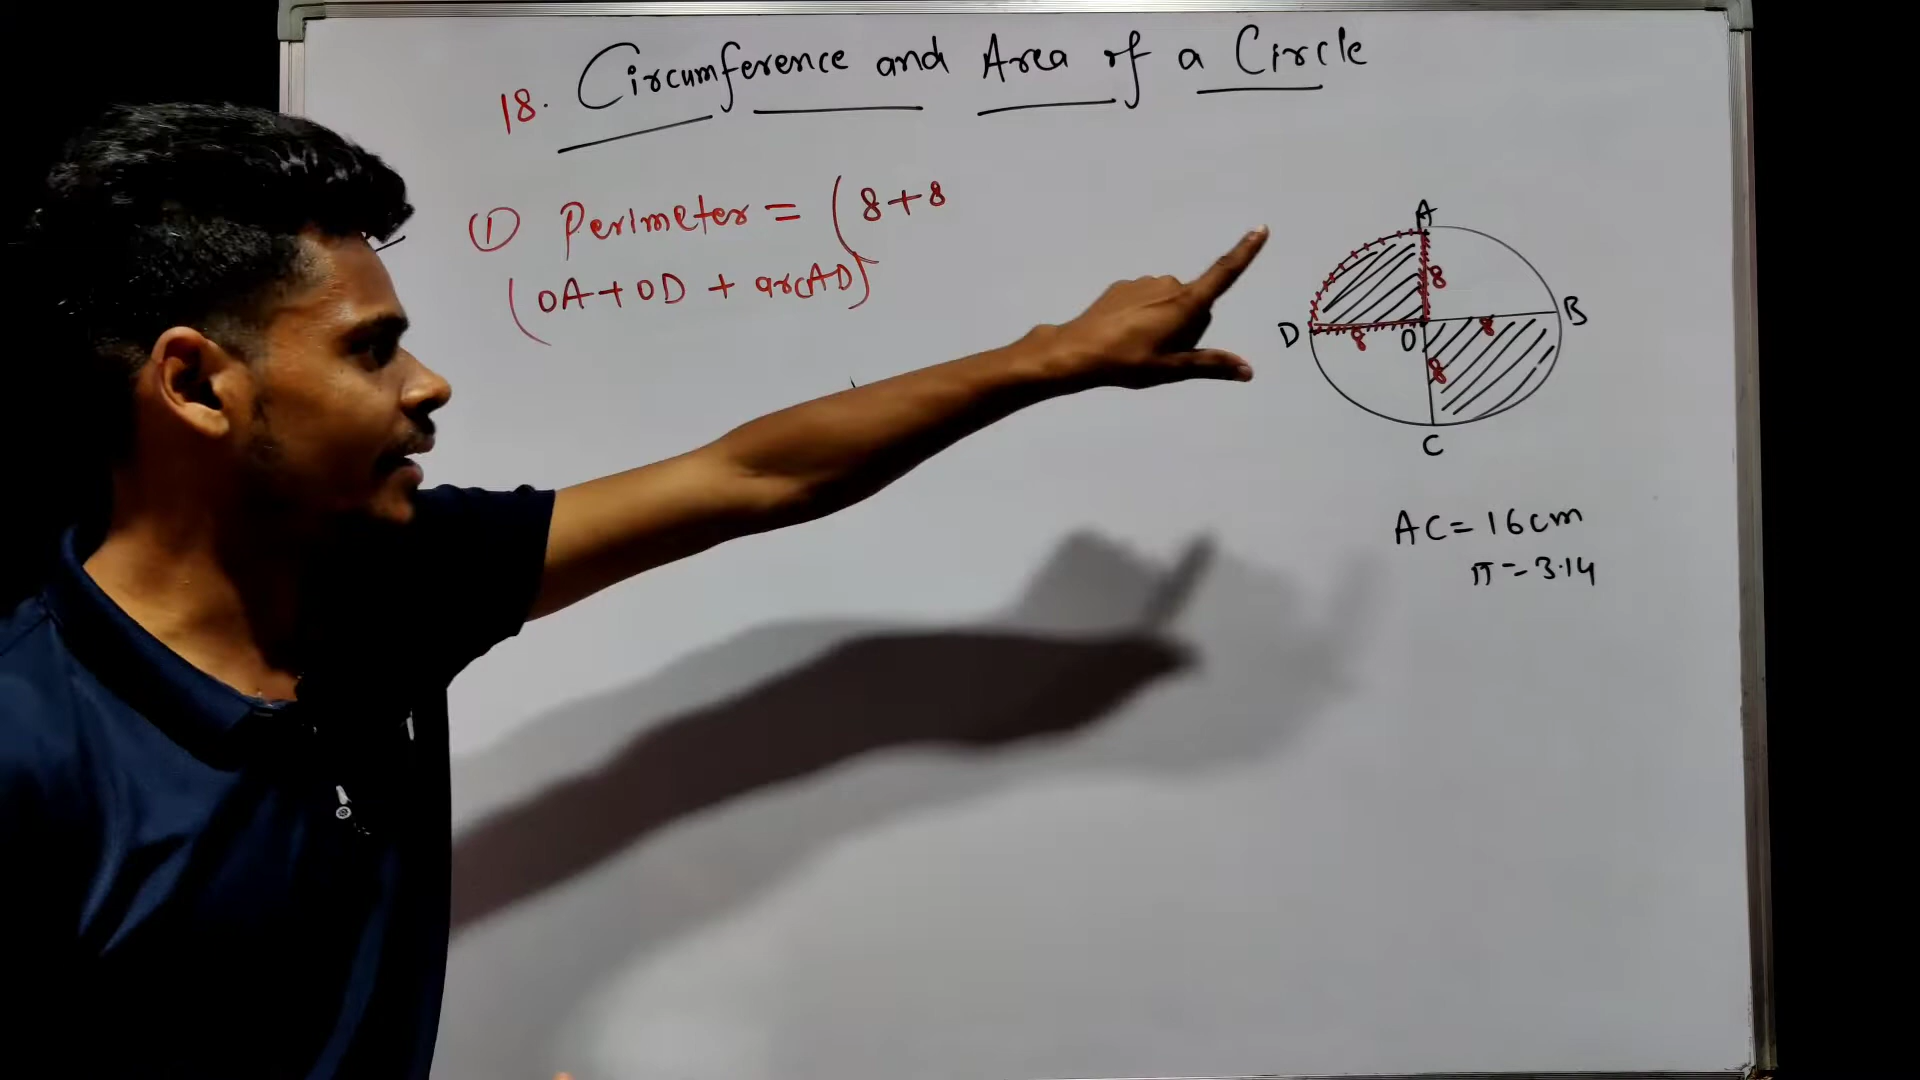 18. Circumference and Area of a Circle
① Perimeter = (8+8
(OA+OD + arcAD)
A
8
D
8
O
8
B
8
C
AC = 16cm
π = 3.14